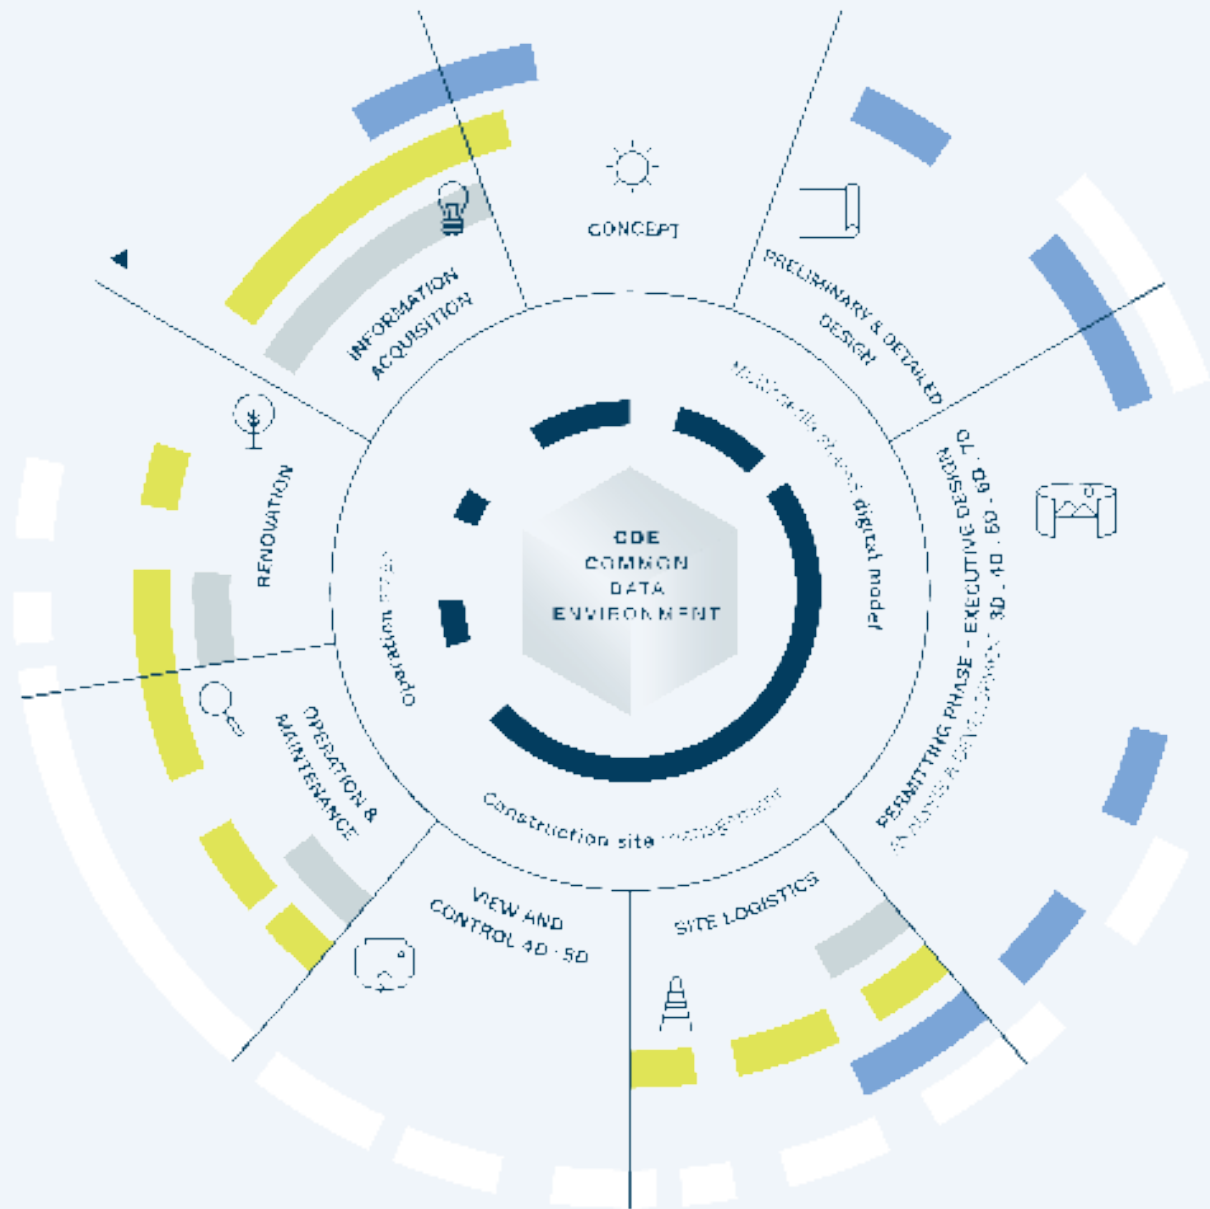 CONCEPT
PRELIMINARY & DETAILED
DESIGN
PERMITTING PHASE - EXECUTIVE DESIGN
3D - 4D - 5D - 6D - 7D
SITE LOGISTICS
VIEW AND
CONTROL 4D - 5D
OPERATION &
MAINTENANCE
RENOVATION
INFORMATION
ACQUISITION
digital model
Construction site management
Operation
CDE
COMMON
DATA
ENVIRONMENT